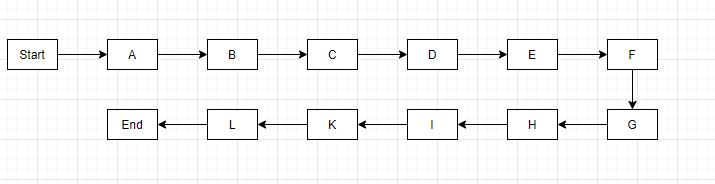 Start A B C D E F
End L K I H G